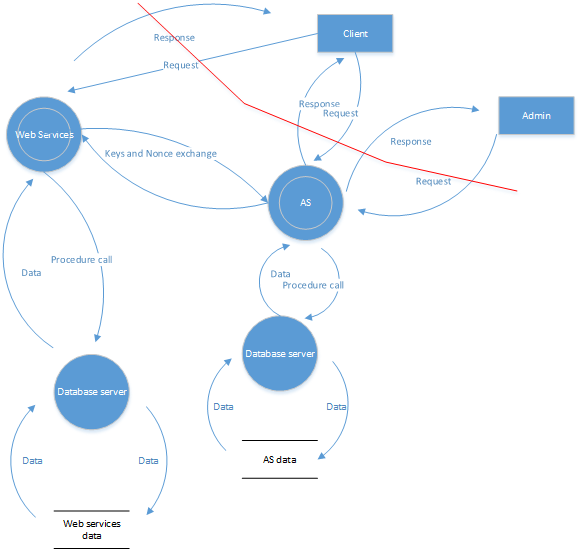 Client
Response
Request
Response
Request
Admin
Web Services
Response
Keys and Nonce exchange
Request
AS
Data
Procedure call
Data
Procedure call
Database server
Database server
Data
Data
Data
Data
AS data
Web services
data